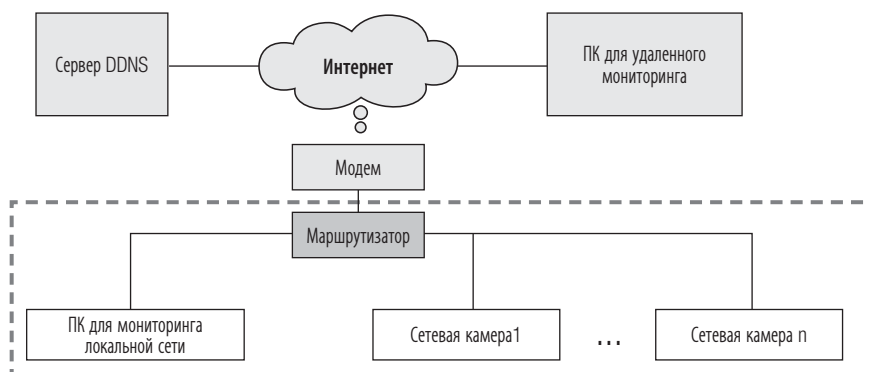 Сервер DDNS
Интернет
ПК для удаленного
мониторинга
Модем
Маршрутизатор
ПК для мониторинга
локальной сети
Сетевая камера1
...
Сетевая камера n